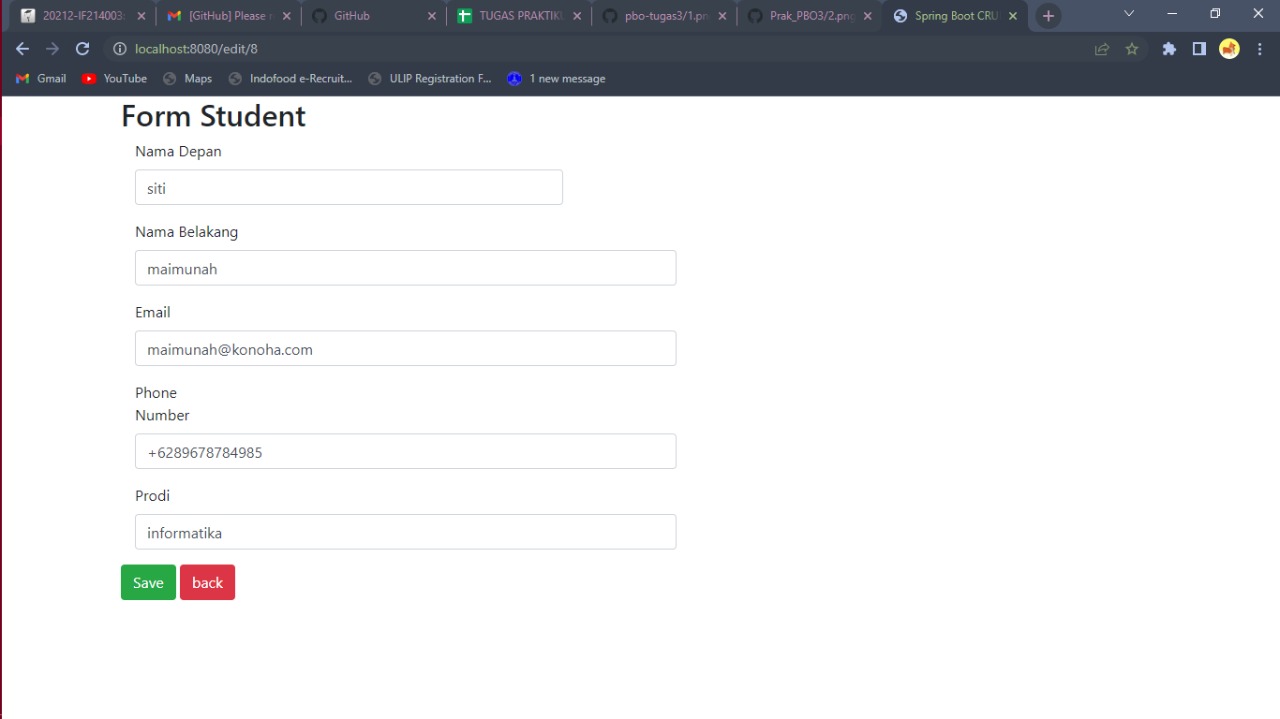 20212-IF214003
[GitHub] Please
GitHub
TUGAS PRAKTIK
pbo-tugas3/1.pn
Prak_PBO3/2.png
Spring Boot CRU
localhost:8080/edit/8
Gmail
YouTube
Maps
Indofood e-Recruit...
ULIP Registration F...
1 new message
Form Student
Nama Depan
siti
Nama Belakang
maimunah
Email
maimunah@konoha.com
Phone
Number
+6289678784985
Prodi
informatika
Save back